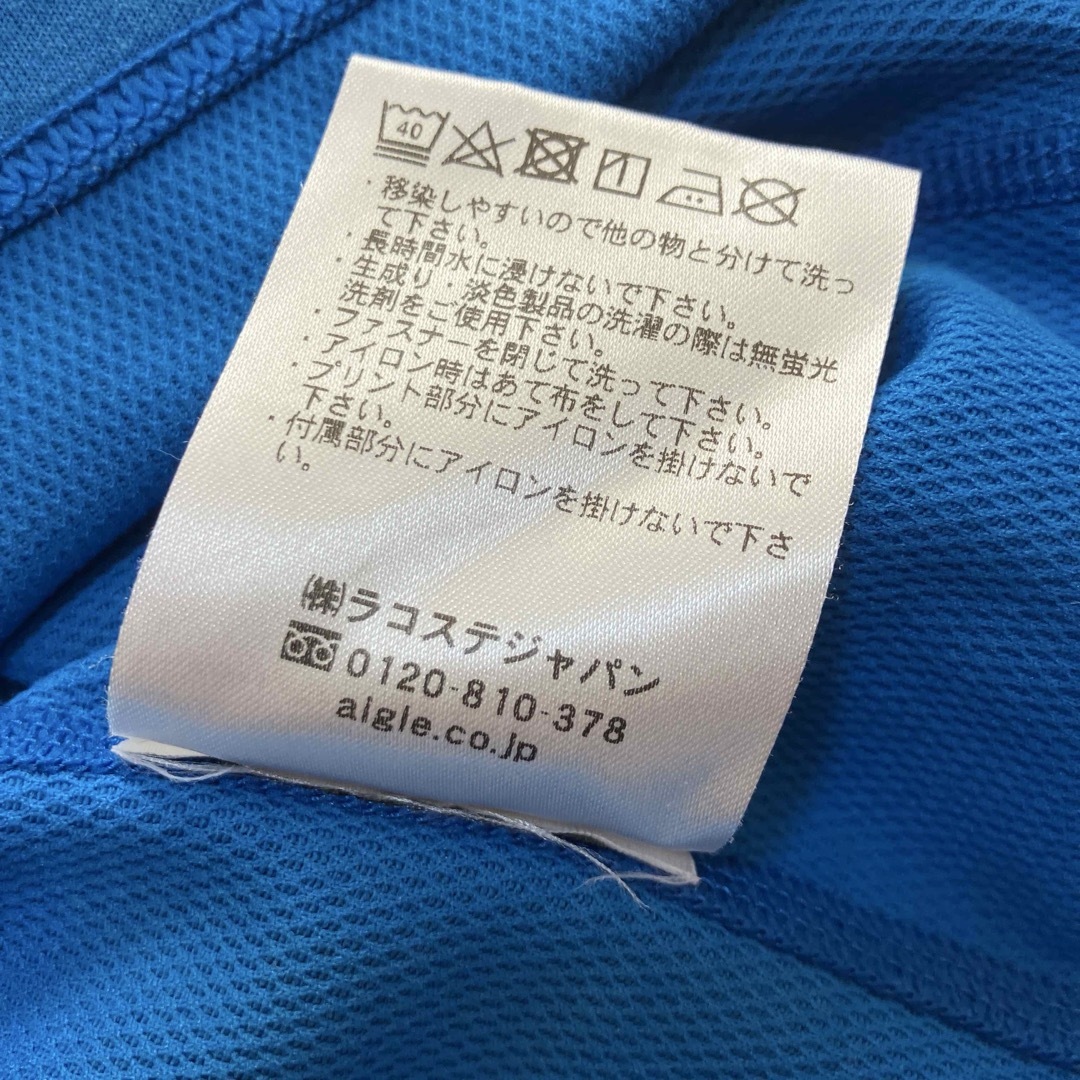 40
・移染しやすいので他の物と分けて洗っ
て下さい。
・長時間水に浸けないで下さい。
・生成り・淡色製品の洗濯の際は無蛍光
洗剤をご使用下さい。
・ファスナーを閉じて洗って下さい。
・アイロン時はあて布をして下さい。
・プリント部分にアイロンを掛けないで
下さい。
・付属部分にアイロンを掛けないで下さ
い。
㈱ラコステジャパン
0120-810-378
aigle.co.jp